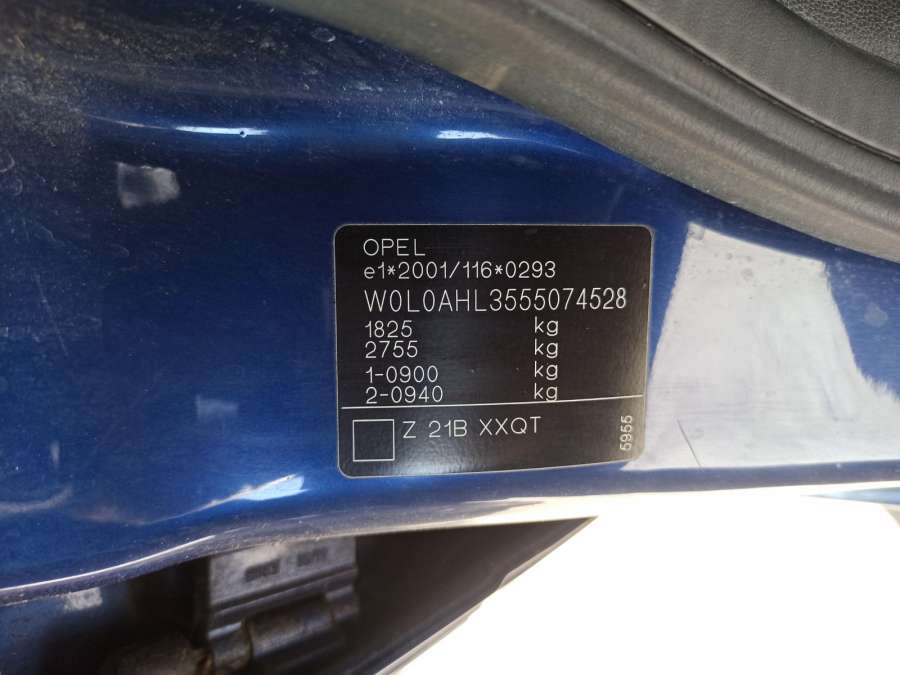 OPEL
e1*2001/116*0293
W0L0AHL3555074528
1825 kg
2755 kg
1-0900 kg
2-0940 kg
Z 21B XXQT
5955